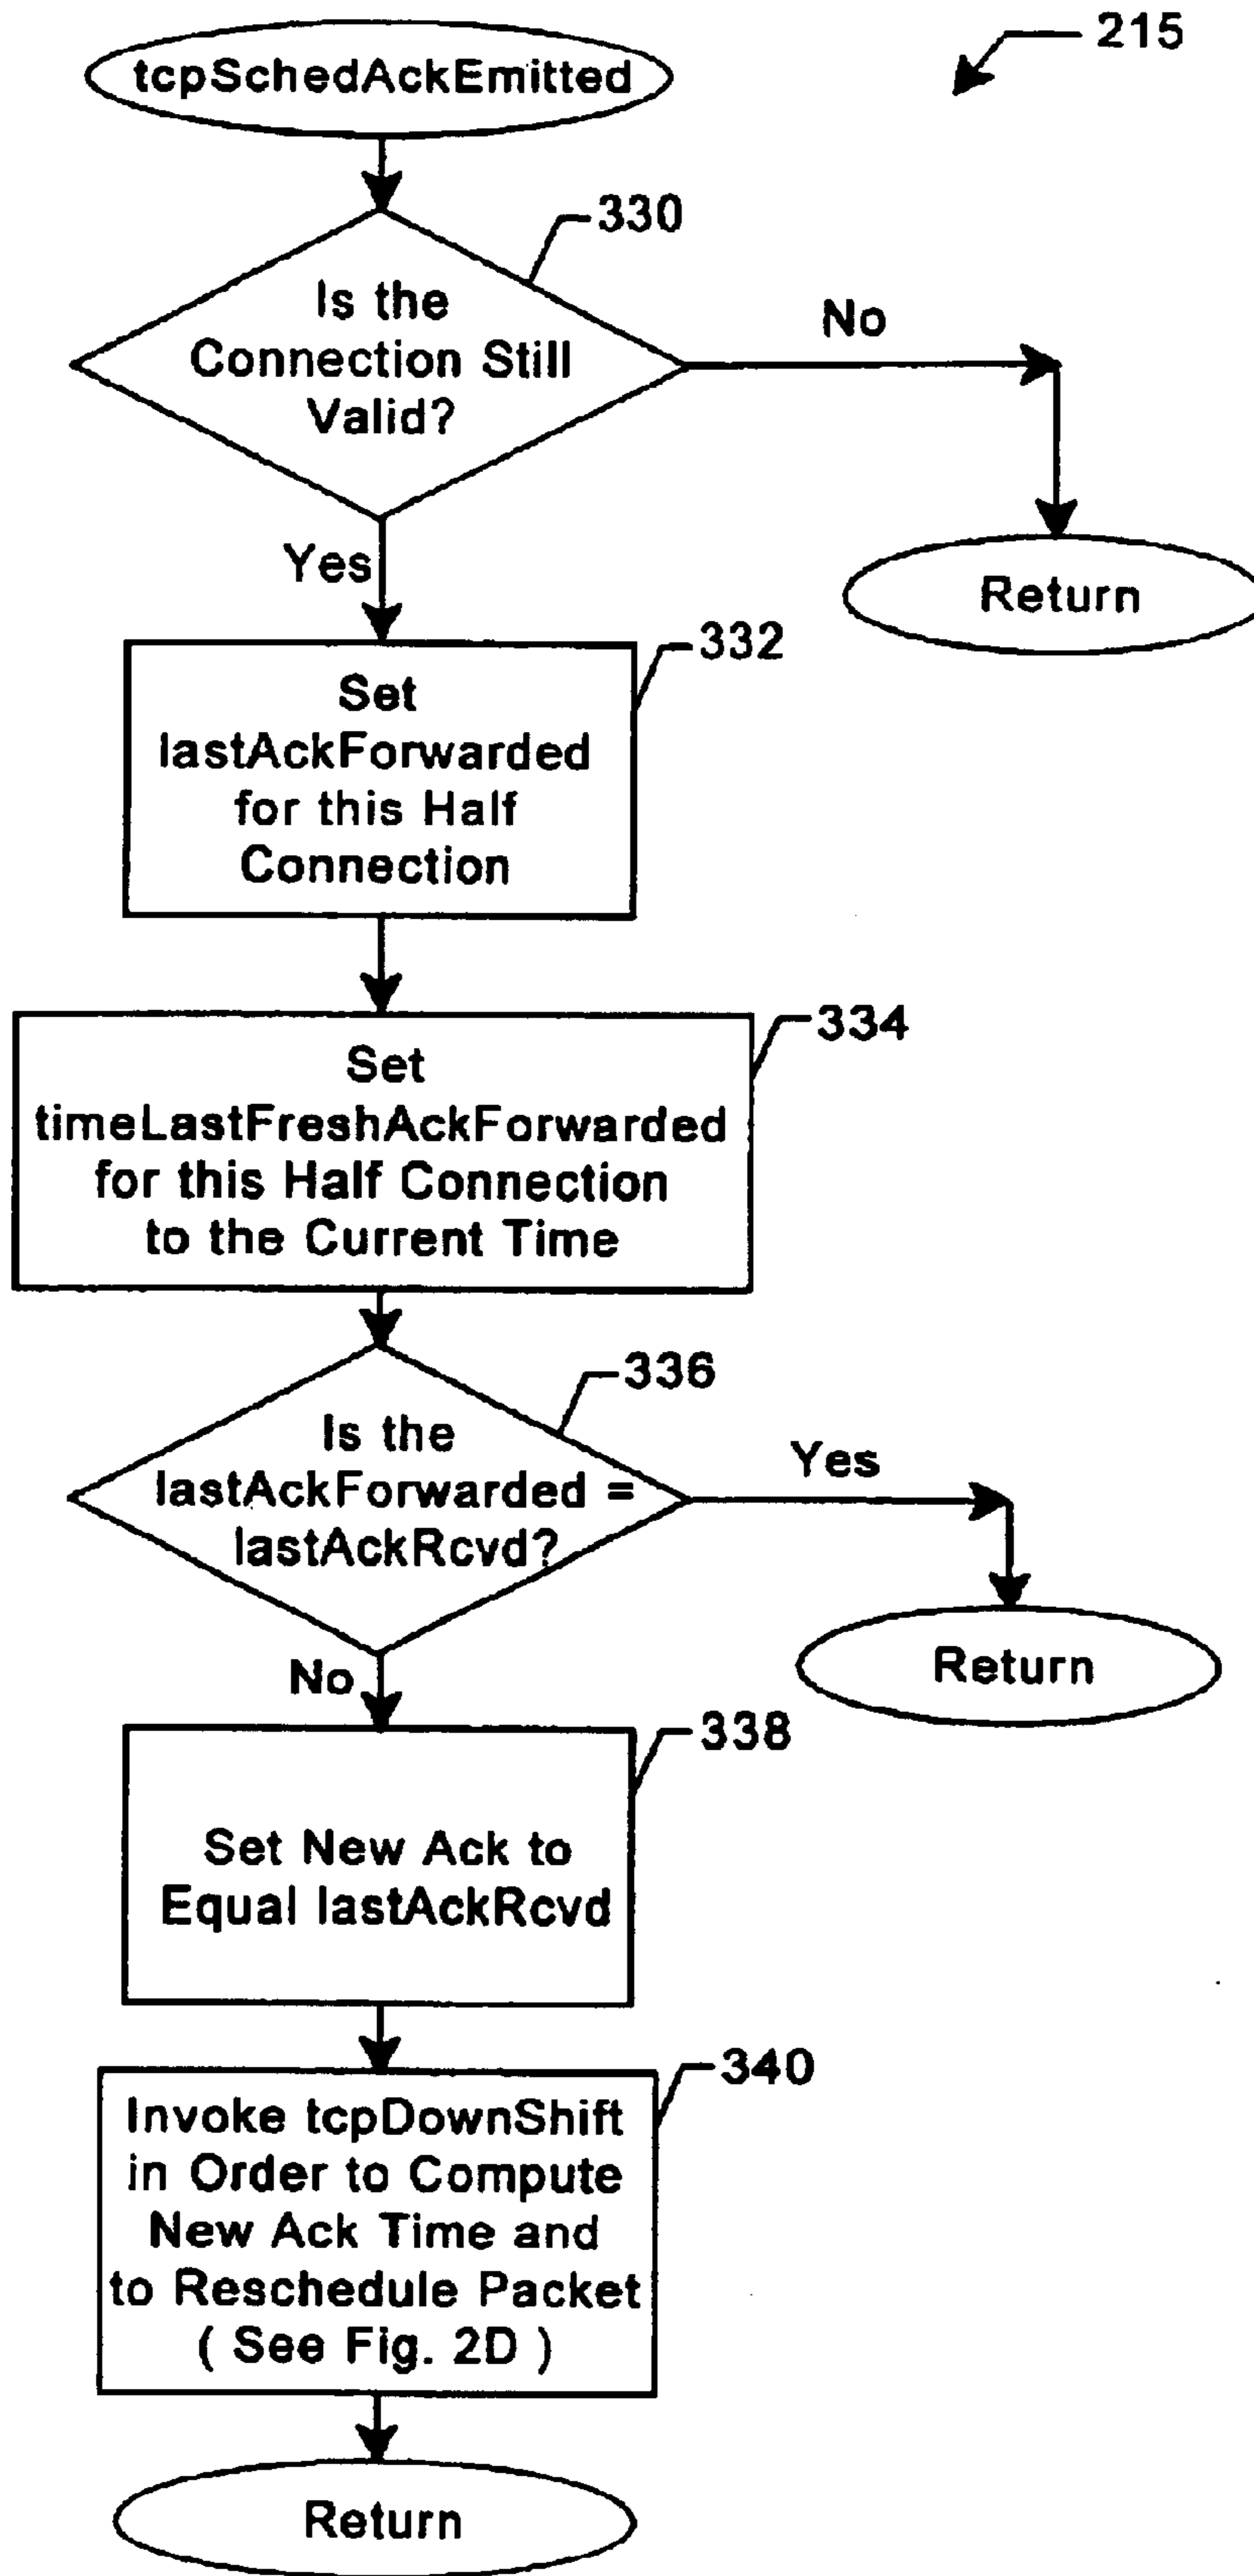 215
tcpSchedAckEmitted
330
Is the
Connection Still
Valid?
No
Yes
Return
332
Set
lastAckForwarded
for this Half
Connection
334
Set
timeLastFreshAckForwarded
for this Half Connection
to the Current Time
336
Is the
lastAckForwarded =
lastAckRcvd?
Yes
No
Return
338
Set New Ack to
Equal lastAckRcvd
340
Invoke tcpDownShift
in Order to Compute
New Ack Time and
to Reschedule Packet
( See Fig. 2D )
Return